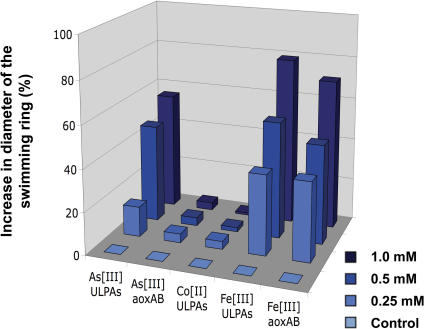 Increase in diameter of the
swimming ring (%)
100
80
60
40
20
0
As[III]
ULPAs
As[III]
aoxAB
Co[II]
ULPAs
Fe[III]
ULPAs
Fe[III]
aoxAB
1.0 mM
0.5 mM
0.25 mM
Control